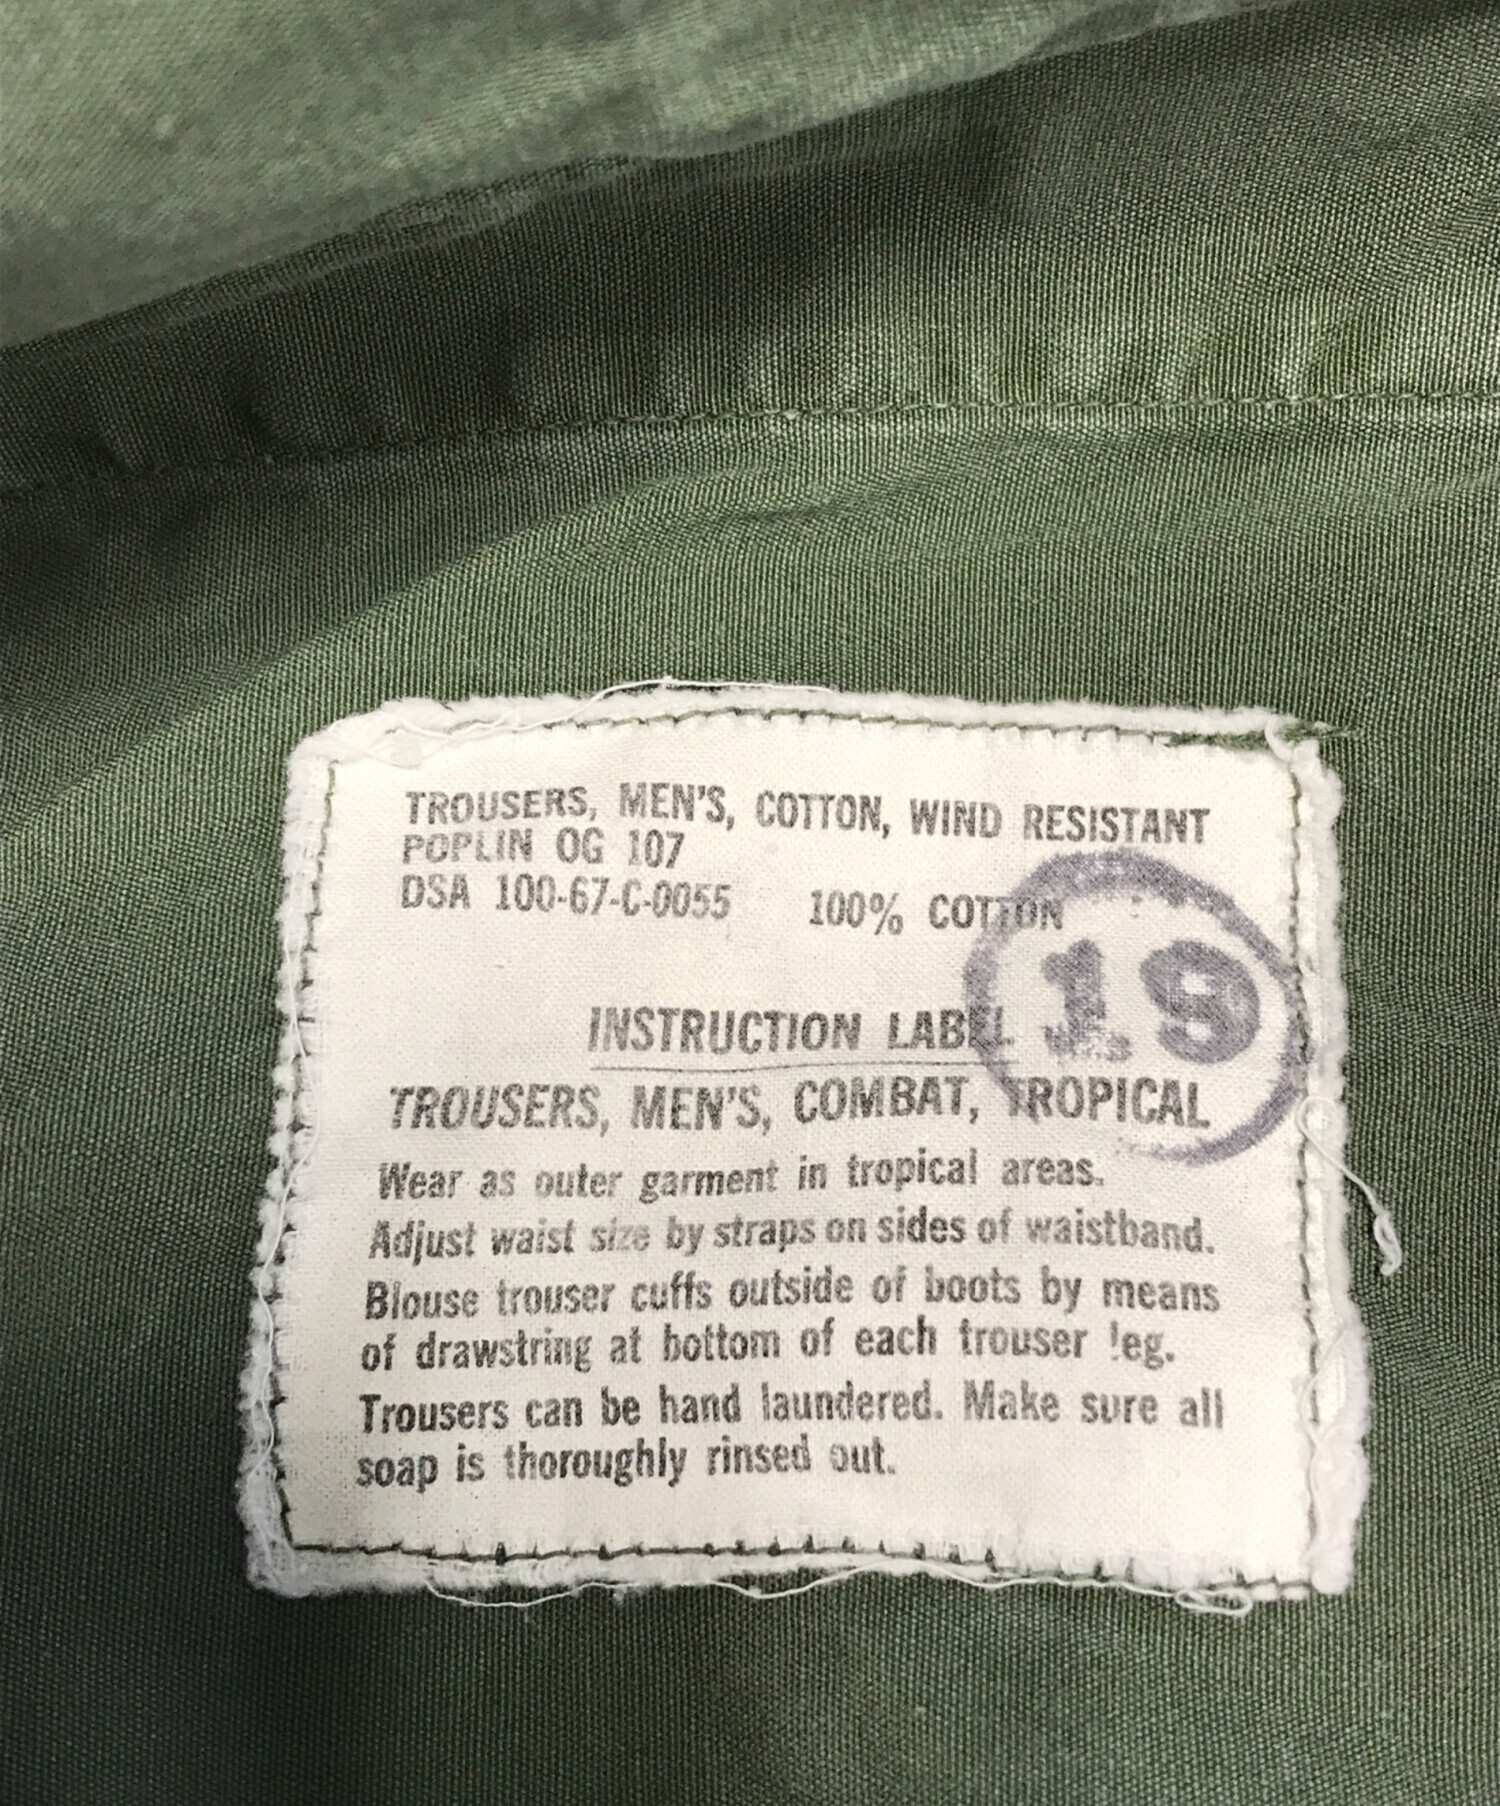 TROUSERS, MEN'S, COTTON, WIND RESISTANT
POPLIN OG 107
DSA 100-67-C-0055 100% COTTON
19
INSTRUCTION LABEL
TROUSERS, MEN'S, COMBAT, TROPICAL
Wear as outer garment in tropical areas.
Adjust waist size by straps on sides of waistband.
Blouse trouser cuffs outside of boots by means
of drawstring at bottom of each trouser leg.
Trousers can be hand laundered. Make sure all
soap is thoroughly rinsed out.